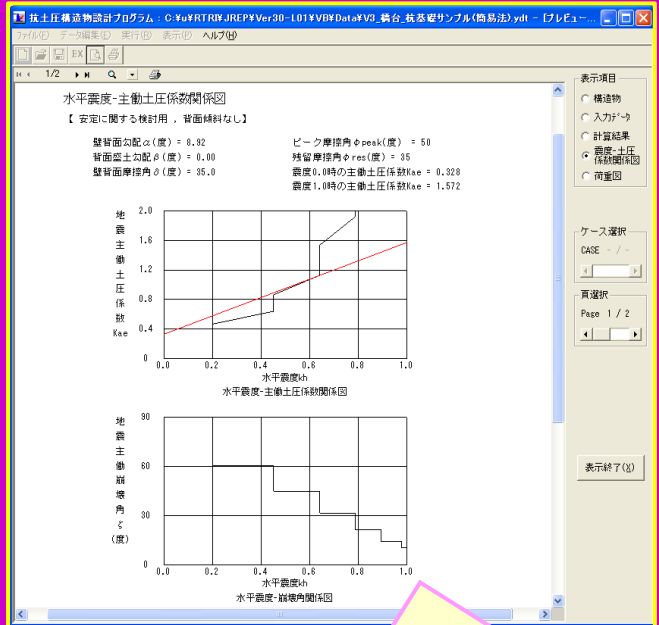 抗土圧構造物設計プログラム : C:¥u¥RTRI¥JREP¥Ver30-L01¥VB¥Data¥V3_橋台_杭基礎サンプル(簡易法).ydt - [プレビュー...
ファイル(F) データ編集(E) 実行(R) 表示(P) ヘルプ(H)
EX
1/2
水平震度-主働土圧係数関係図
【 安定に関する検討用 , 背面傾斜なし】
壁背面勾配α(度) = 8.92
ピーク摩擦角φpeak(度) = 50
背面盛土勾配β(度) = 0.00
残留摩擦角φres(度) = 35
壁背面摩擦角δ(度) = 35.0
震度0.0時の主働土圧係数Kae = 0.328
震度1.0時の主働土圧係数Kae = 1.572
地震主働土圧係数 Kae
2.0
1.6
1.2
0.8
0.4
0
0.0 0.2 0.4 0.6 0.8 1.0
水平震度kh
水平震度-主働土圧係数関係図
地震主働崩壊角ζ(度)
90
60
30
0
0.0 0.2 0.4 0.6 0.8 1.0
水平震度kh
水平震度-崩壊角関係図
表示項目
構造物
入力データ
計算結果
震度-土圧係数関係図
荷重図
ケース選択
CASE - / -
頁選択
Page 1 / 2
表示終了(X)